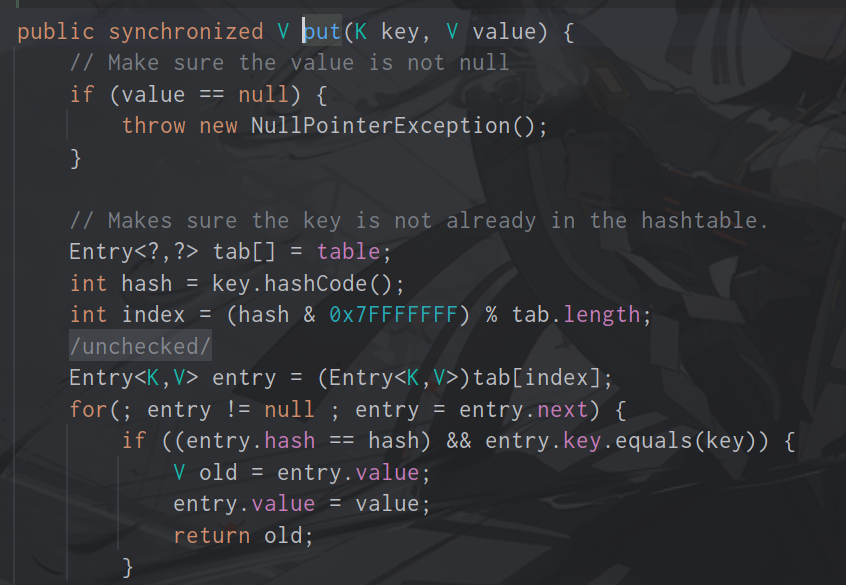 public synchronized V put(K key, V value) {
    // Make sure the value is not null
    if (value == null) {
        throw new NullPointerException();
    }

    // Makes sure the key is not already in the hashtable.
    Entry<?,?> tab[] = table;
    int hash = key.hashCode();
    int index = (hash & 0x7FFFFFFF) % tab.length;
    /unchecked/
    Entry<K,V> entry = (Entry<K,V>)tab[index];
    for(; entry != null ; entry = entry.next) {
        if ((entry.hash == hash) && entry.key.equals(key)) {
            V old = entry.value;
            entry.value = value;
            return old;
        }